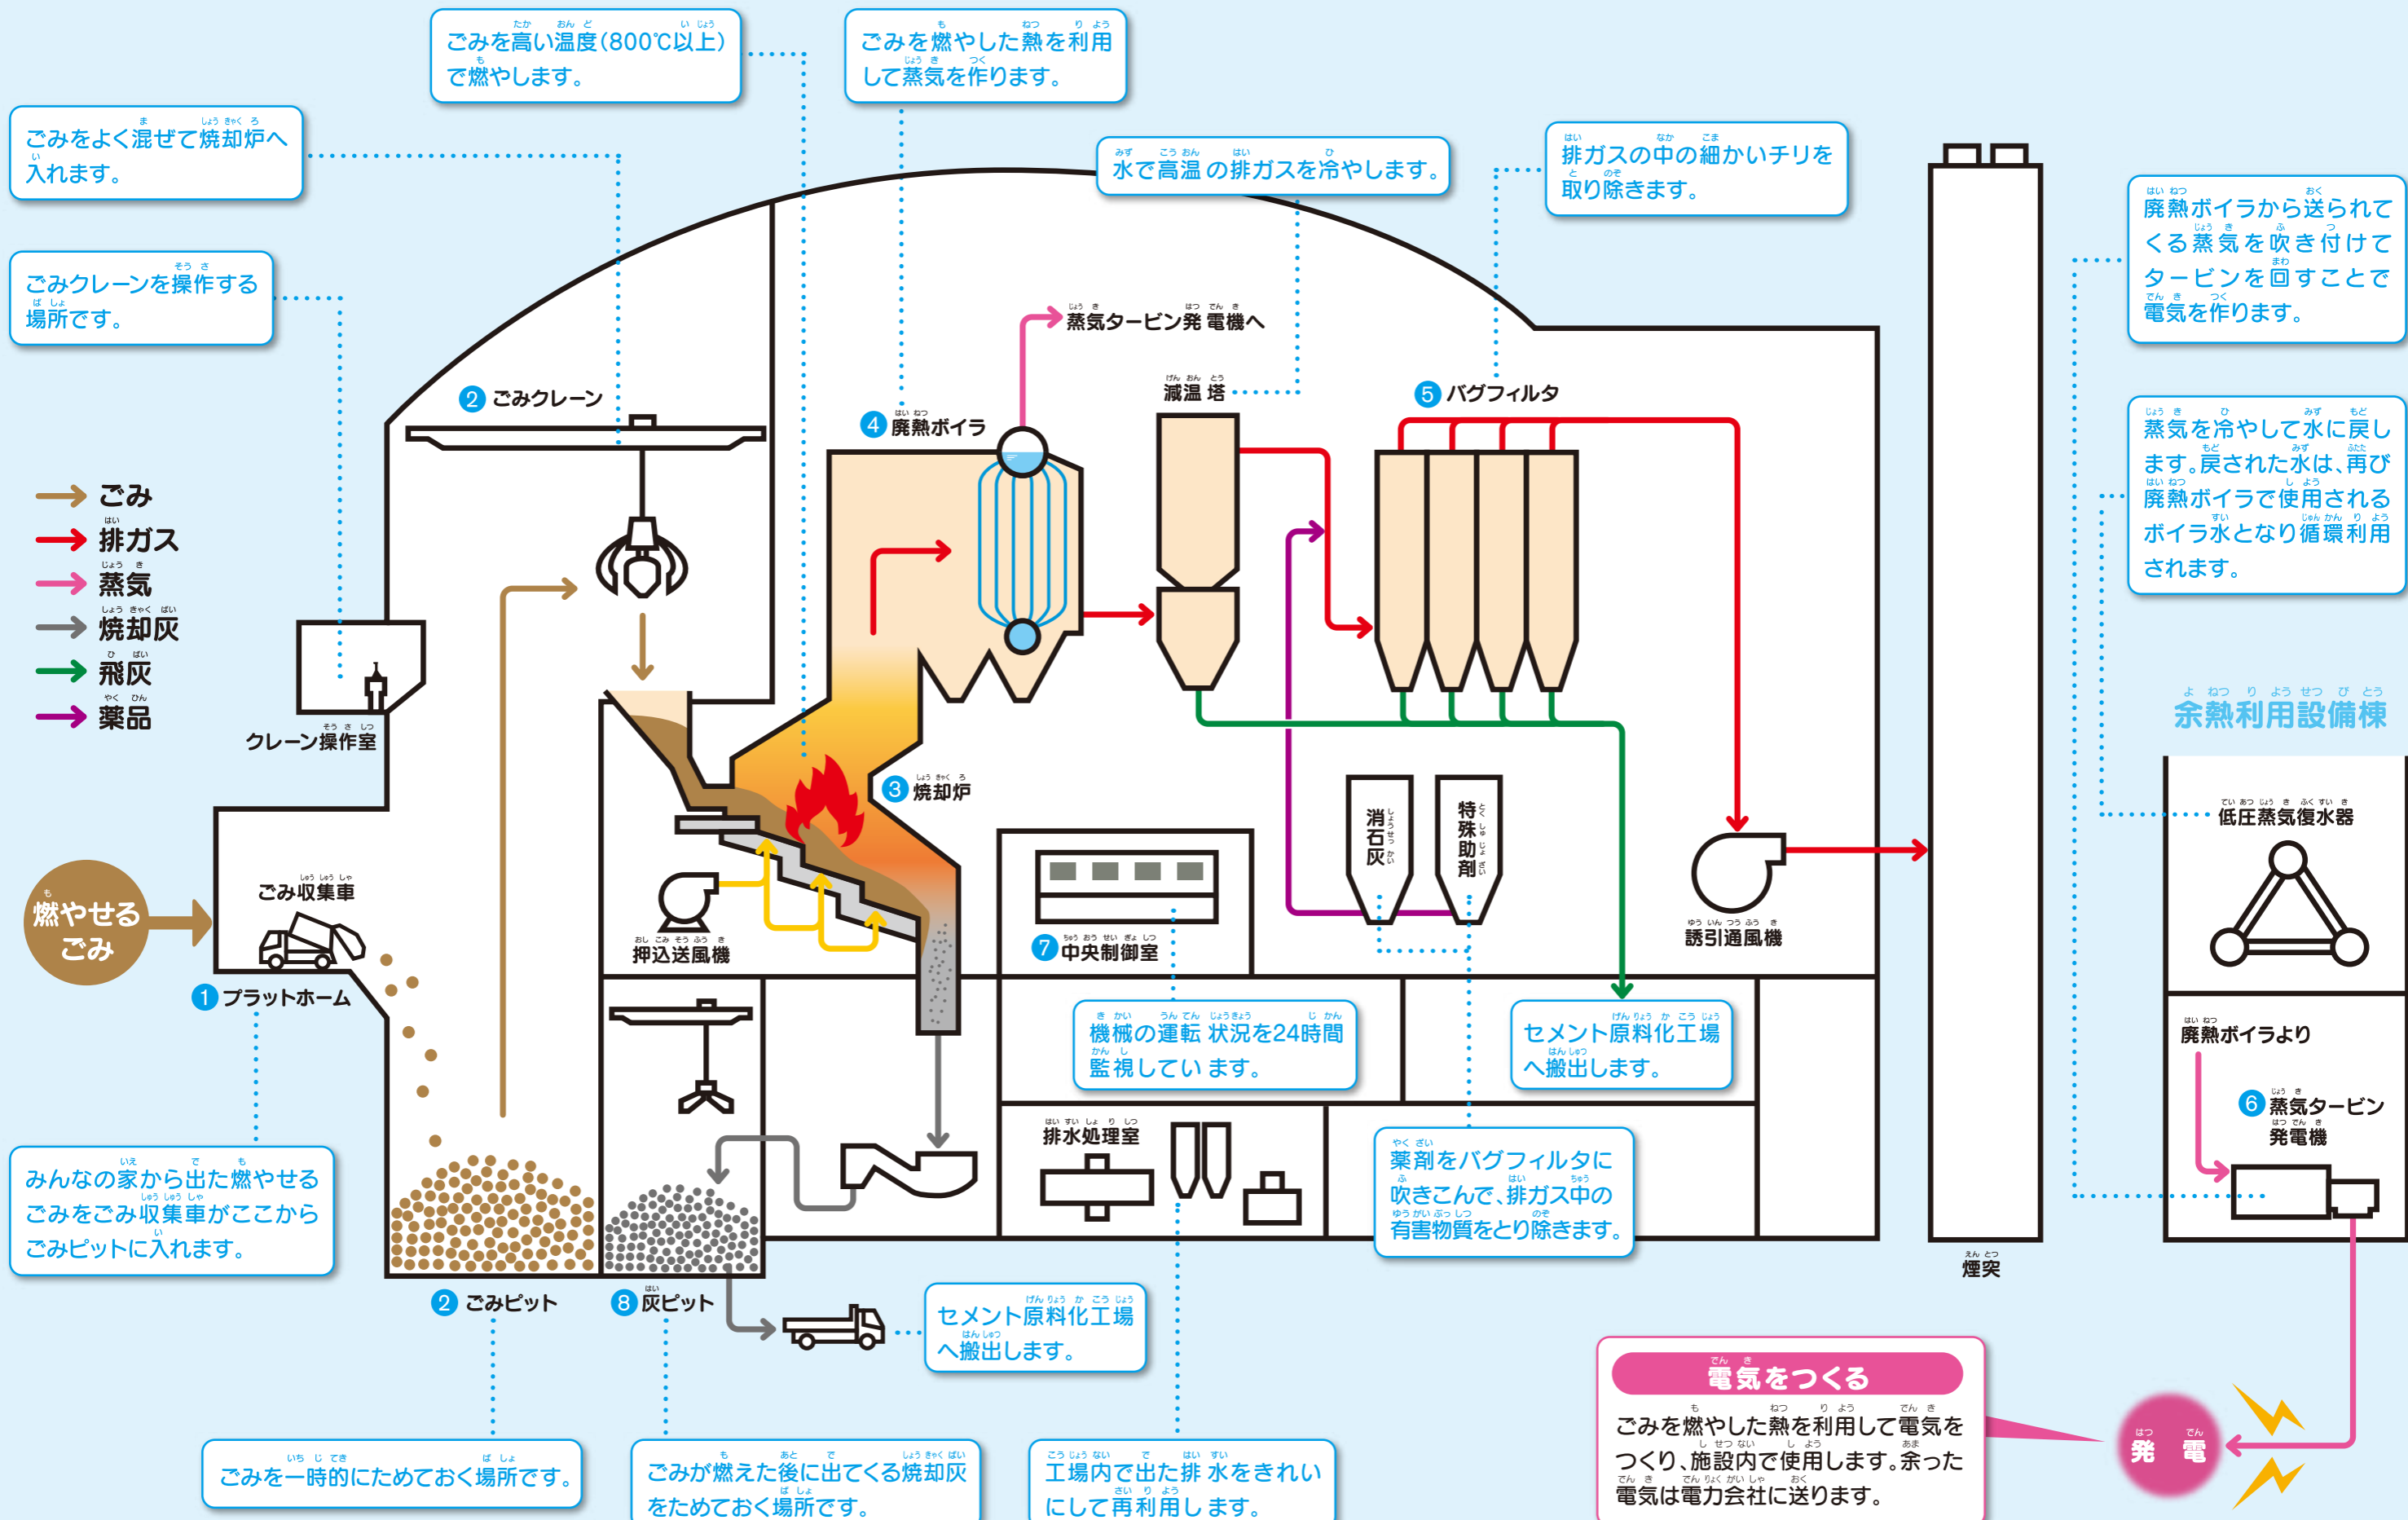 ごみを高い温度(800℃以上)
で燃やします。
ごみを燃やした熱を利用
して蒸気を作ります。
ごみをよく混ぜて焼却炉へ
入れます。
水で高温の排ガスを冷やします。
排ガスの中の細かいチリを
取り除きます。
廃熱ボイラから送られて
くる蒸気を吹き付けて
タービンを回すことで
電気を作ります。
ごみクレーンを操作する
場所です。
蒸気タービン発電機へ
② ごみクレーン
④ 廃熱ボイラ
減温塔
⑤ バグフィルタ
蒸気を冷やして水に戻し
ます。戻された水は、再び
廃熱ボイラで使用される
ボイラ水となり循環利用
されます。
ごみ
排ガス
蒸気
焼却灰
飛灰
薬品
クレーン操作室
余熱利用設備棟
③ 焼却炉
消石灰
特殊助剤
低圧蒸気復水器
燃やせる
ごみ
ごみ収集車
押込送風機
⑦ 中央制御室
誘引通風機
① プラットホーム
機械の運転状況を24時間
監視しています。
セメント原料化工場
へ搬出します。
廃熱ボイラより
⑥ 蒸気タービン
発電機
排水処理室
薬剤をバグフィルタに
吹きこんで、排ガス中の
有害物質をとり除きます。
みんなの家から出た燃やせる
ごみをごみ収集車がここから
ごみピットに入れます。
煙突
② ごみピット
⑧ 灰ピット
セメント原料化工場
へ搬出します。
電気をつくる
ごみを燃やした熱を利用して電気を
つくり、施設内で使用します。余った
電気は電力会社に送ります。
発電
ごみを一時的にためておく場所です。
ごみが燃えた後に出てくる焼却灰
をためておく場所です。
工場内で出た排水をきれい
にして再利用します。